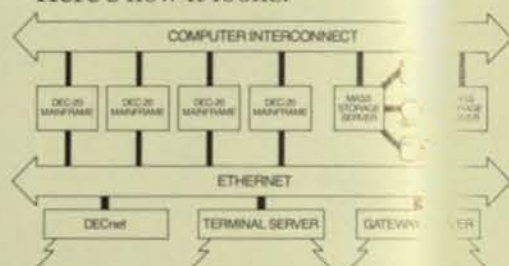 Here's how it looks:
COMPUTER INTERCONNECT
DEC-20 MAINFRAME
DEC-20 MAINFRAME
DEC-20 MAINFRAME
DEC-20 MAINFRAME
MASS STORAGE SERVER
ETHERNET
DECnet
TERMINAL SERVER
GATEWAY